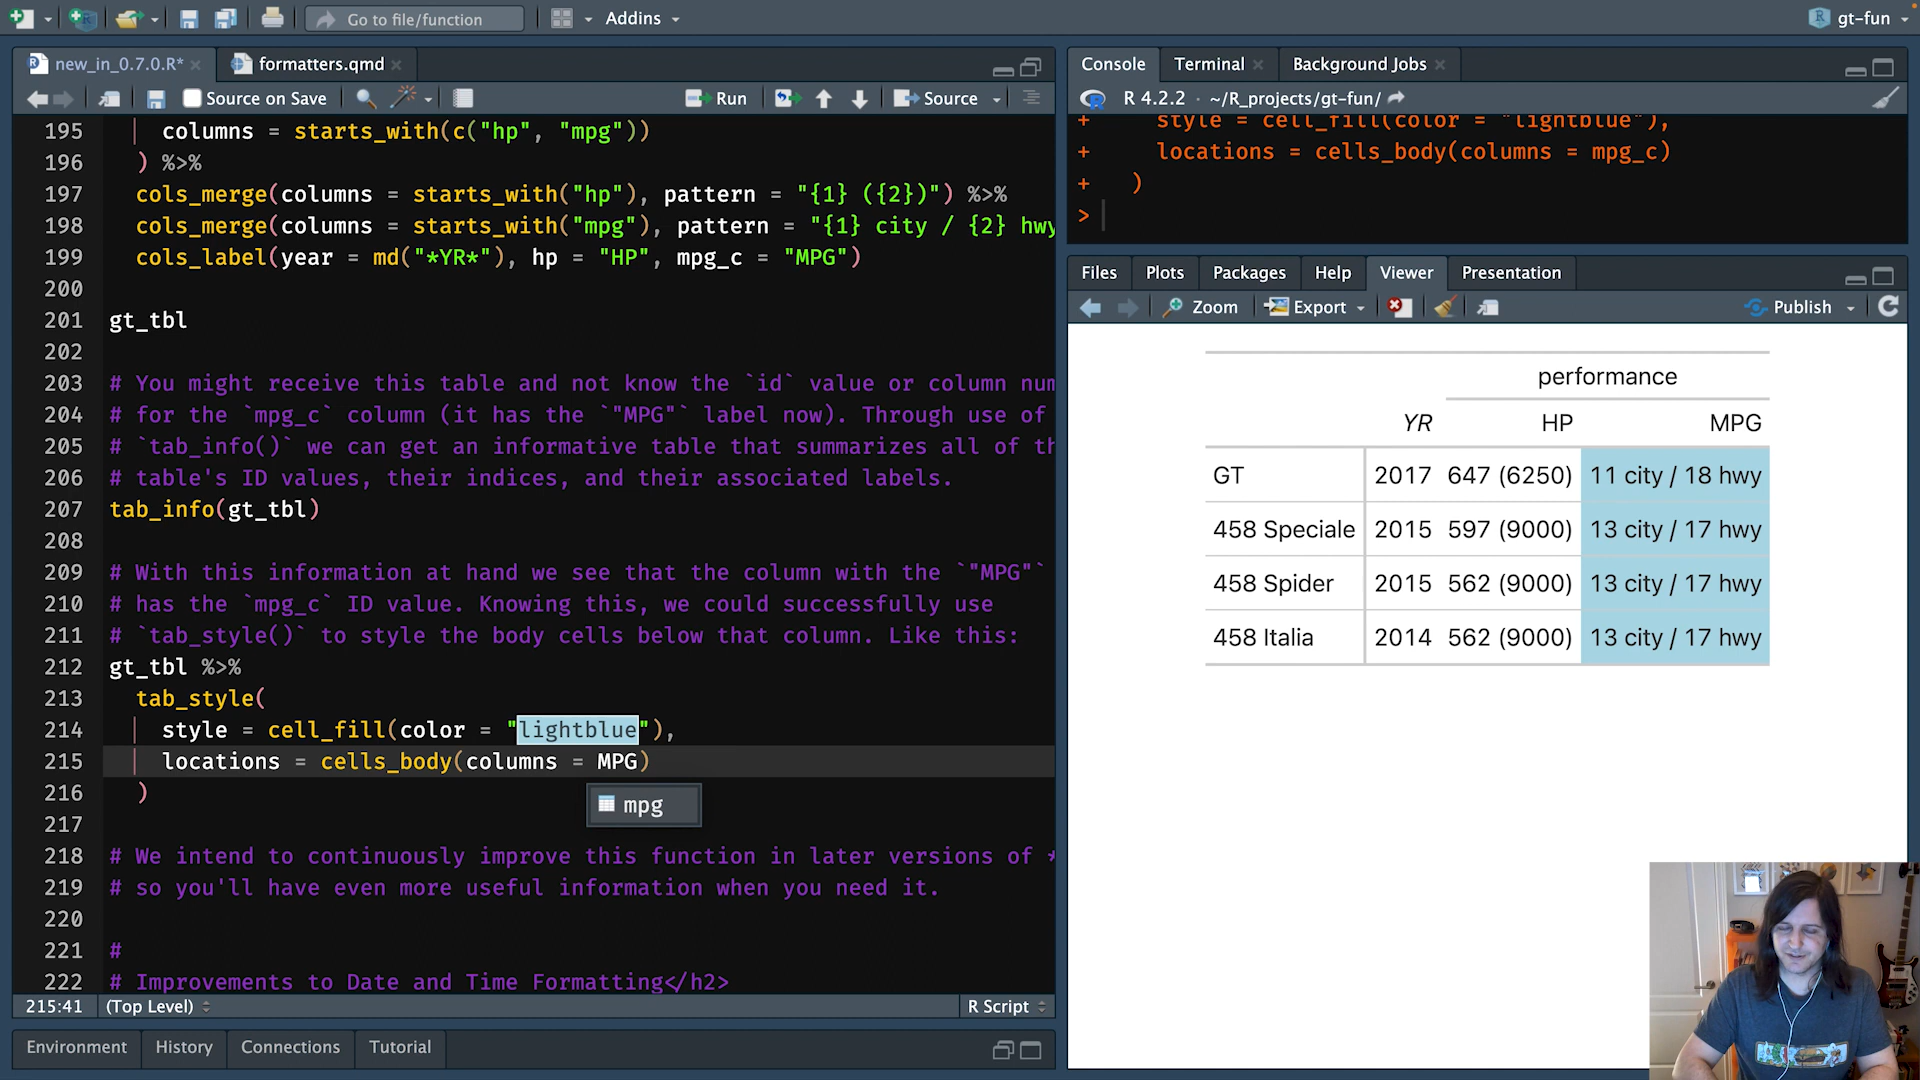 Go to file/function
Addins
gt-fun
new_in_0.7.0.R*
formatters.qmd
Source on Save
Run
Source
195 columns = starts_with(c("hp", "mpg"))
196 ) %>%
197 cols_merge(columns = starts_with("hp"), pattern = "{1} ({2})") %>%
198 cols_merge(columns = starts_with("mpg"), pattern = "{1} city / {2} hwy
199 cols_label(year = md("*YR*"), hp = "HP", mpg_c = "MPG")
200
201 gt_tbl
202
203 # You might receive this table and not know the `id` value or column num
204 # for the `mpg_c` column (it has the `"MPG"` label now). Through use of
205 # `tab_info()` we can get an informative table that summarizes all of th
206 # table's ID values, their indices, and their associated labels.
207 tab_info(gt_tbl)
208
209 # With this information at hand we see that the column with the `"MPG"`
210 # has the `mpg_c` ID value. Knowing this, we could successfully use
211 # `tab_style()` to style the body cells below that column. Like this:
212 gt_tbl %>%
213 tab_style(
214 style = cell_fill(color = "lightblue"),
215 locations = cells_body(columns = MPG)
216 )
mpg
217
218 # We intend to continuously improve this function in later versions of *
219 # so you'll have even more useful information when you need it.
220
221 #
222 # Improvements to Date and Time Formatting</h2>
215:41 (Top Level) R Script
Environment History Connections Tutorial
Console Terminal Background Jobs
R 4.2.2 · ~/R_projects/gt-fun/
+ style = cell_fill(color = "lightblue"),
+ locations = cells_body(columns = mpg_c)
+ )
>
Files Plots Packages Help Viewer Presentation
Zoom Export Publish
performance
YR HP MPG
GT 2017 647 (6250) 11 city / 18 hwy
458 Speciale 2015 597 (9000) 13 city / 17 hwy
458 Spider 2015 562 (9000) 13 city / 17 hwy
458 Italia 2014 562 (9000) 13 city / 17 hwy